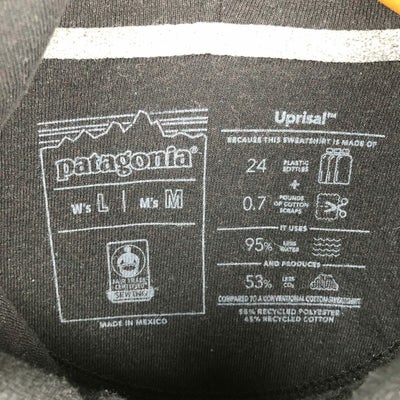 patagonia®
W's L | M's M
FAIR TRADE
CERTIFIED
SEWING
MADE IN MEXICO
Uprisal™
BECAUSE THIS SWEATSHIRT IS MADE OF
24 PLASTIC BOTTLES
+
0.7 POUNDS OF COTTON SCRAPS
IT USES
95% LESS WATER
AND PRODUCES
53% LESS CO₂
COMPARED TO A CONVENTIONAL COTTON SWEATSHIRT
55% RECYCLED POLYESTER
45% RECYCLED COTTON